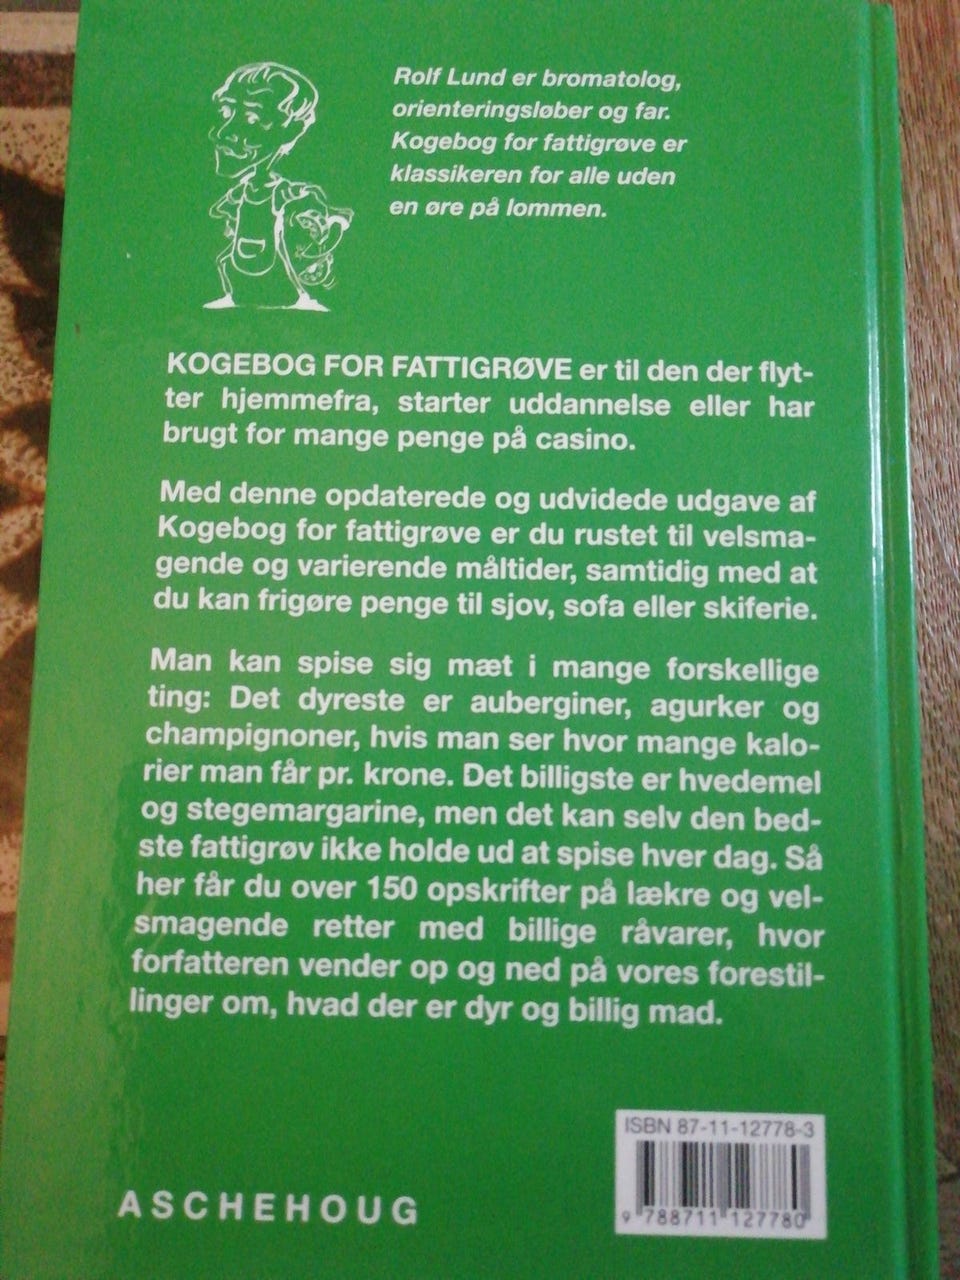 Rolf Lund er bromatolog,
orienteringsløber og far.
Kogebog for fattigrøve er
klassikeren for alle uden
en øre på lommen.
KOGEBOG FOR FATTIGRØVE er til den der flyt-
ter hjemmefra, starter uddannelse eller har
brugt for mange penge på casino.
Med denne opdaterede og udvidede udgave af
Kogebog for fattigrøve er du rustet til velsma-
gende og varierende måltider, samtidig med at
du kan frigøre penge til sjov, sofa eller skiferie.
Man kan spise sig mæt i mange forskellige
ting: Det dyreste er auberginer, agurker og
champignoner, hvis man ser hvor mange kalo-
rier man får pr. krone. Det billigste er hvedemel
og stegemargarine, men det kan selv den bed-
ste fattigrøv ikke holde ud at spise hver dag. Så
her får du over 150 opskrifter på lækre og vel-
smagende retter med billige råvarer, hvor
forfatteren vender op og ned på vores forestil-
linger om, hvad der er dyr og billig mad.
ISBN 87-11-12778-3
9 788711 127780
ASCHEHOUG